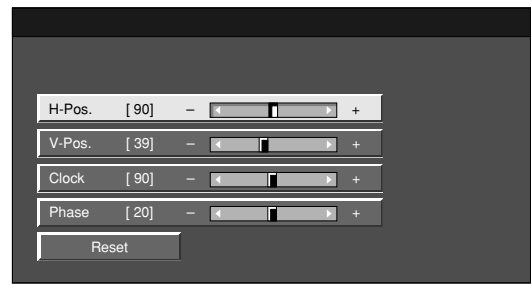 H-Pos. [ 90] – +
V-Pos. [ 39] – +
Clock [ 90] – +
Phase [ 20] – +
Reset